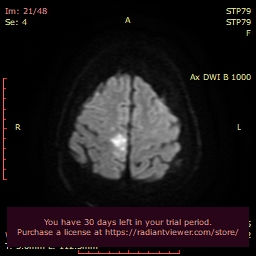 Im: 21/48
Se: 4
STP79
STP79
F
A
Ax DWI B 1000
R
L
You have 30 days left in your trial period.
Purchase a license at https://radiantviewer.com/store/